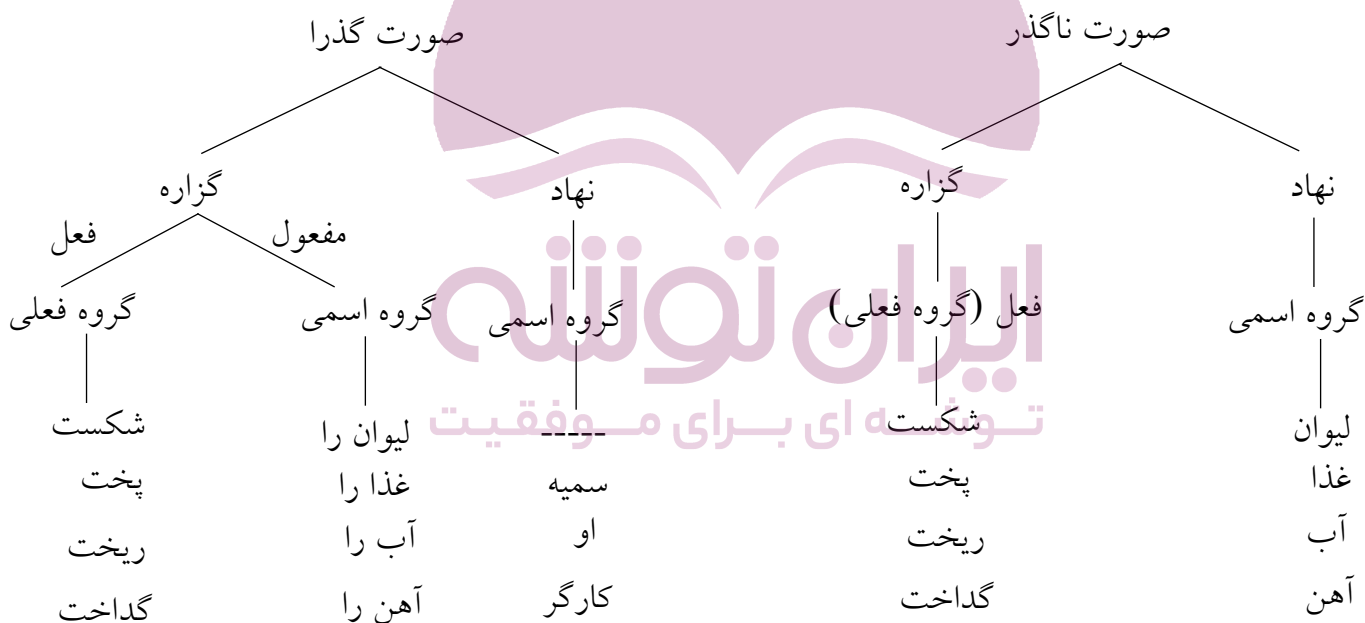 صورت ناگذر
صورت گذرا
نهاد
گزاره
نهاد
گزاره
مفعول
فعل
گروه اسمی
فعل (گروه فعلی)
گروه اسمی
گروه اسمی
گروه فعلی
لیوان
شکست
-----
لیوان را
شکست
غذا
پخت
سمیه
غذا را
پخت
آب
ریخت
او
آب را
ریخت
آهن
گداخت
کارگر
آهن را
گداخت
ایران توشه
توشه ای برای موفقیت